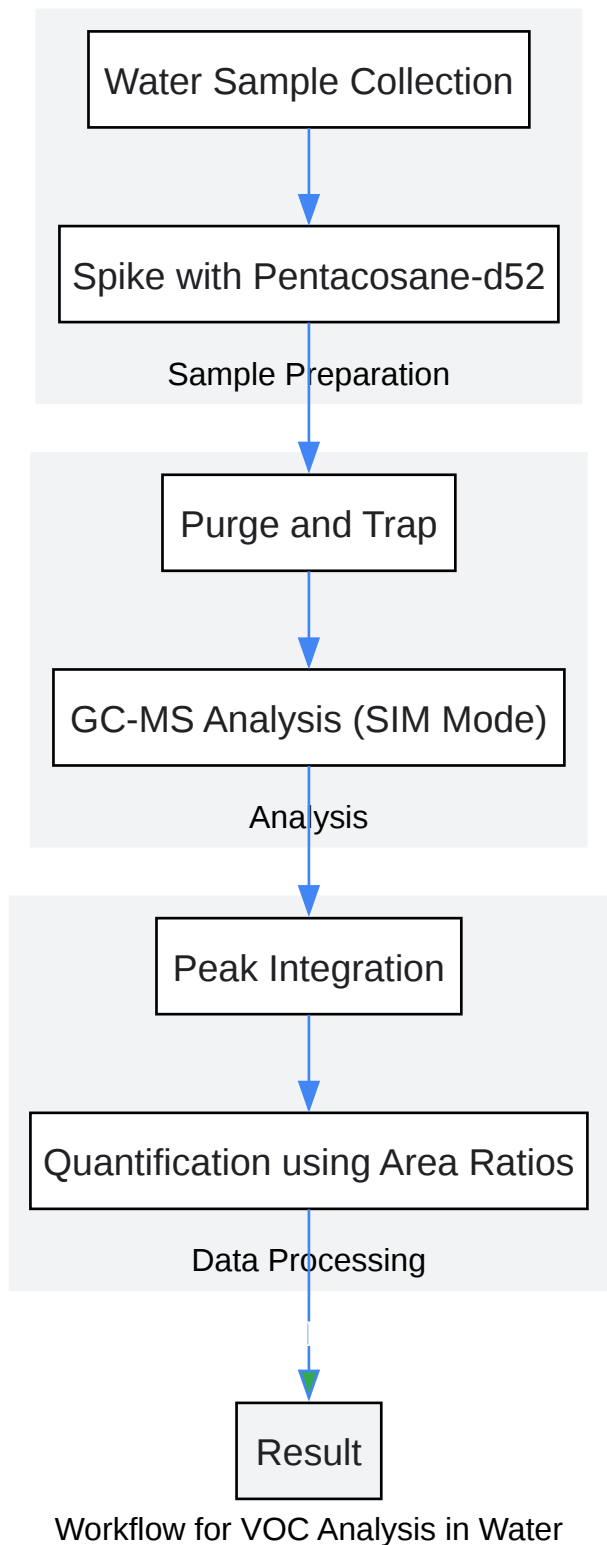 Water Sample Collection
Spike with Pentacosane-d52
Sample Preparation
Purge and Trap
GC-MS Analysis (SIM Mode)
Analysis
Peak Integration
Quantification using Area Ratios
Data Processing
Result
Workflow for VOC Analysis in Water